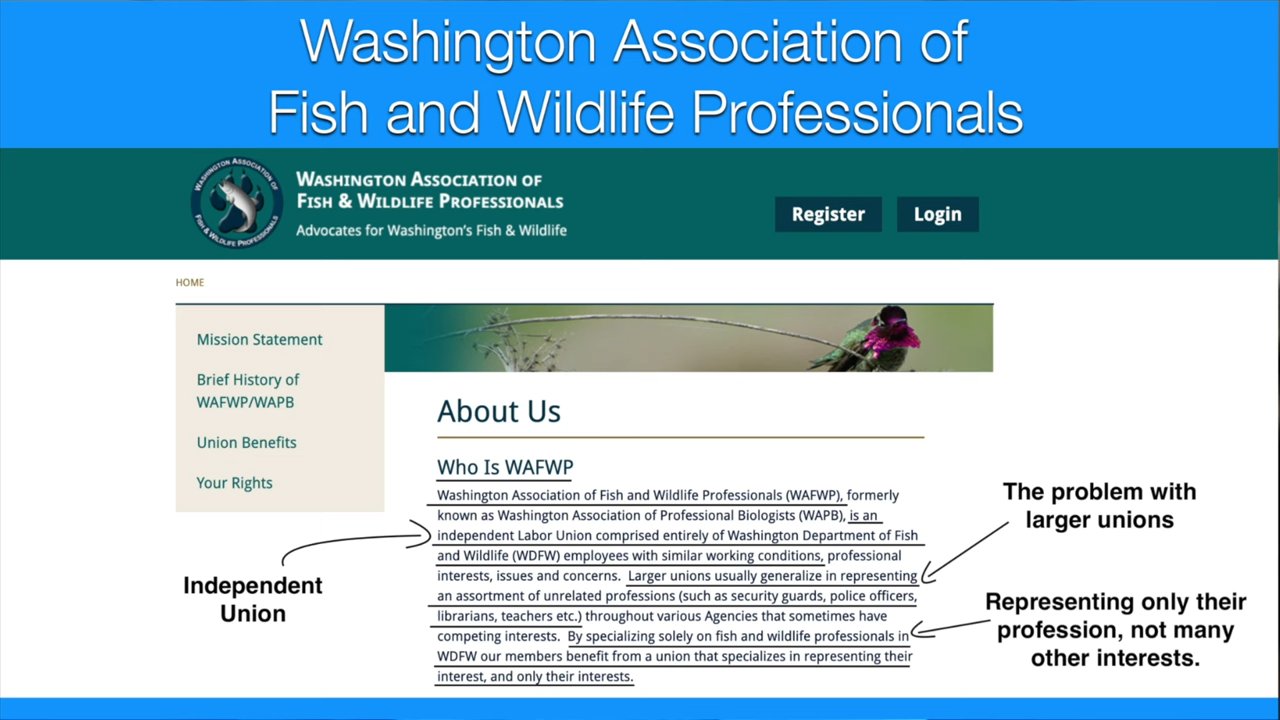 Washington Association of
Fish and Wildlife Professionals
WASHINGTON ASSOCIATION OF
FISH & WILDLIFE PROFESSIONALS
WASHINGTON ASSOCIATION OF
FISH & WILDLIFE PROFESSIONALS
Advocates for Washington's Fish & Wildlife
Register
Login
HOME
Mission Statement
Brief History of
WAFWP/WAPB
Union Benefits
Your Rights
About Us
Who Is WAFWP
Washington Association of Fish and Wildlife Professionals (WAFWP), formerly
known as Washington Association of Professional Biologists (WAPB), is an
independent Labor Union comprised entirely of Washington Department of Fish
and Wildlife (WDFW) employees with similar working conditions, professional
interests, issues and concerns. Larger unions usually generalize in representing
an assortment of unrelated professions (such as security guards, police officers,
librarians, teachers etc.) throughout various Agencies that sometimes have
competing interests. By specializing solely on fish and wildlife professionals in
WDFW our members benefit from a union that specializes in representing their
interest, and only their interests.
Independent
Union
The problem with
larger unions
Representing only their
profession, not many
other interests.